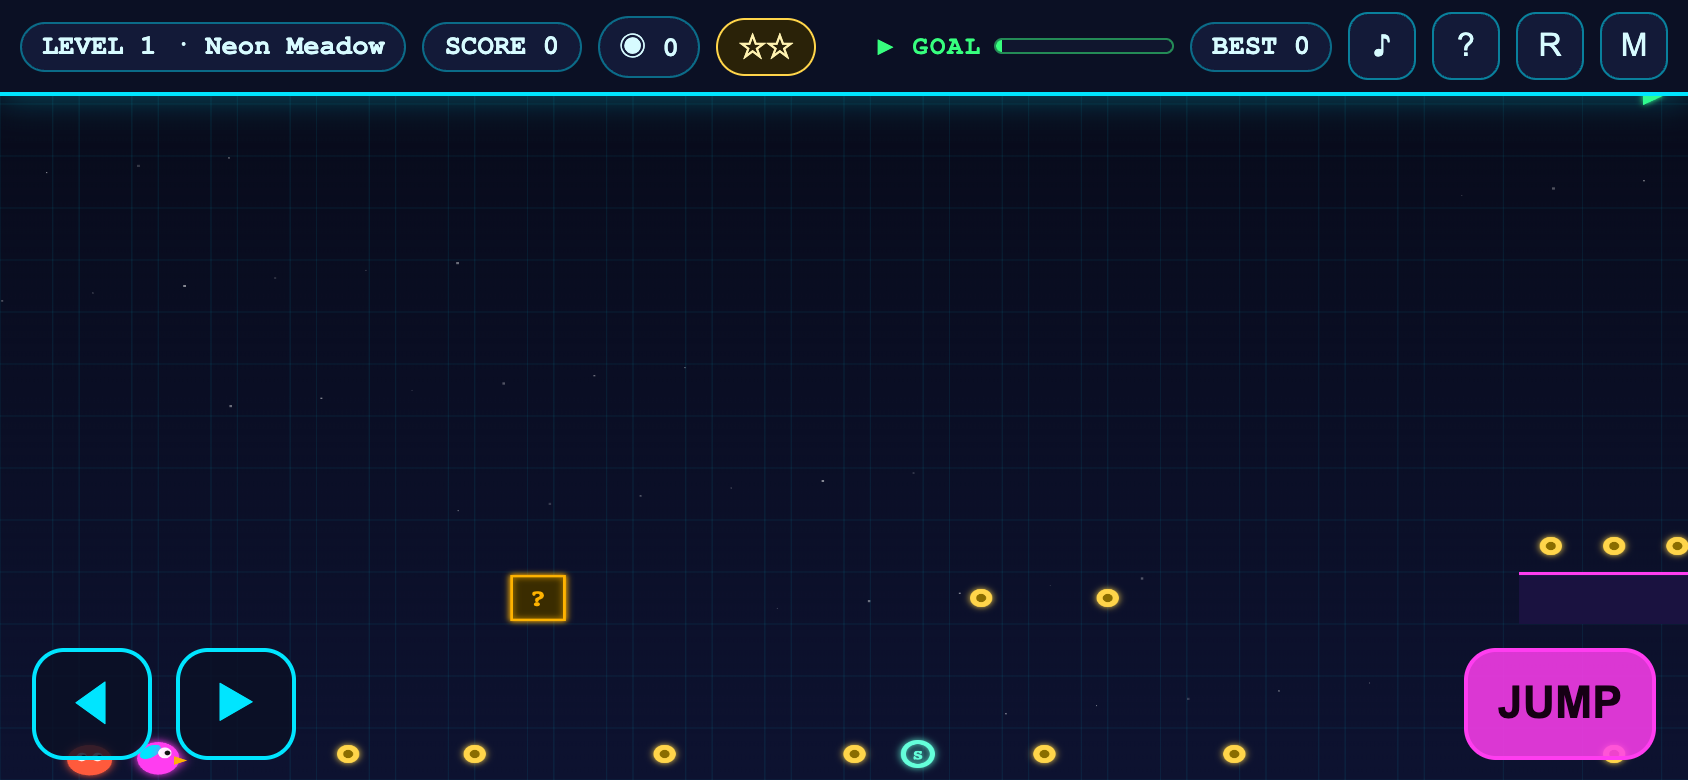 LEVEL 1 · Neon Meadow
SCORE 0
◉ 0
☆☆
▶ GOAL
BEST 0
♪
?
R
M
?
◀
▶
JUMP
s